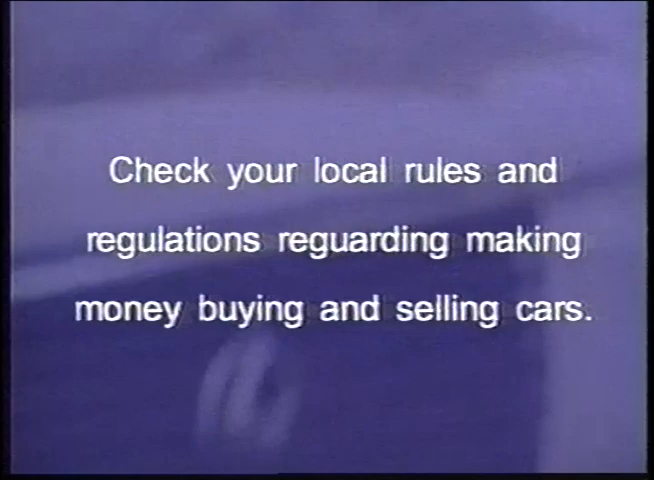 Check your local rules and
regulations reguarding making
money buying and selling cars.